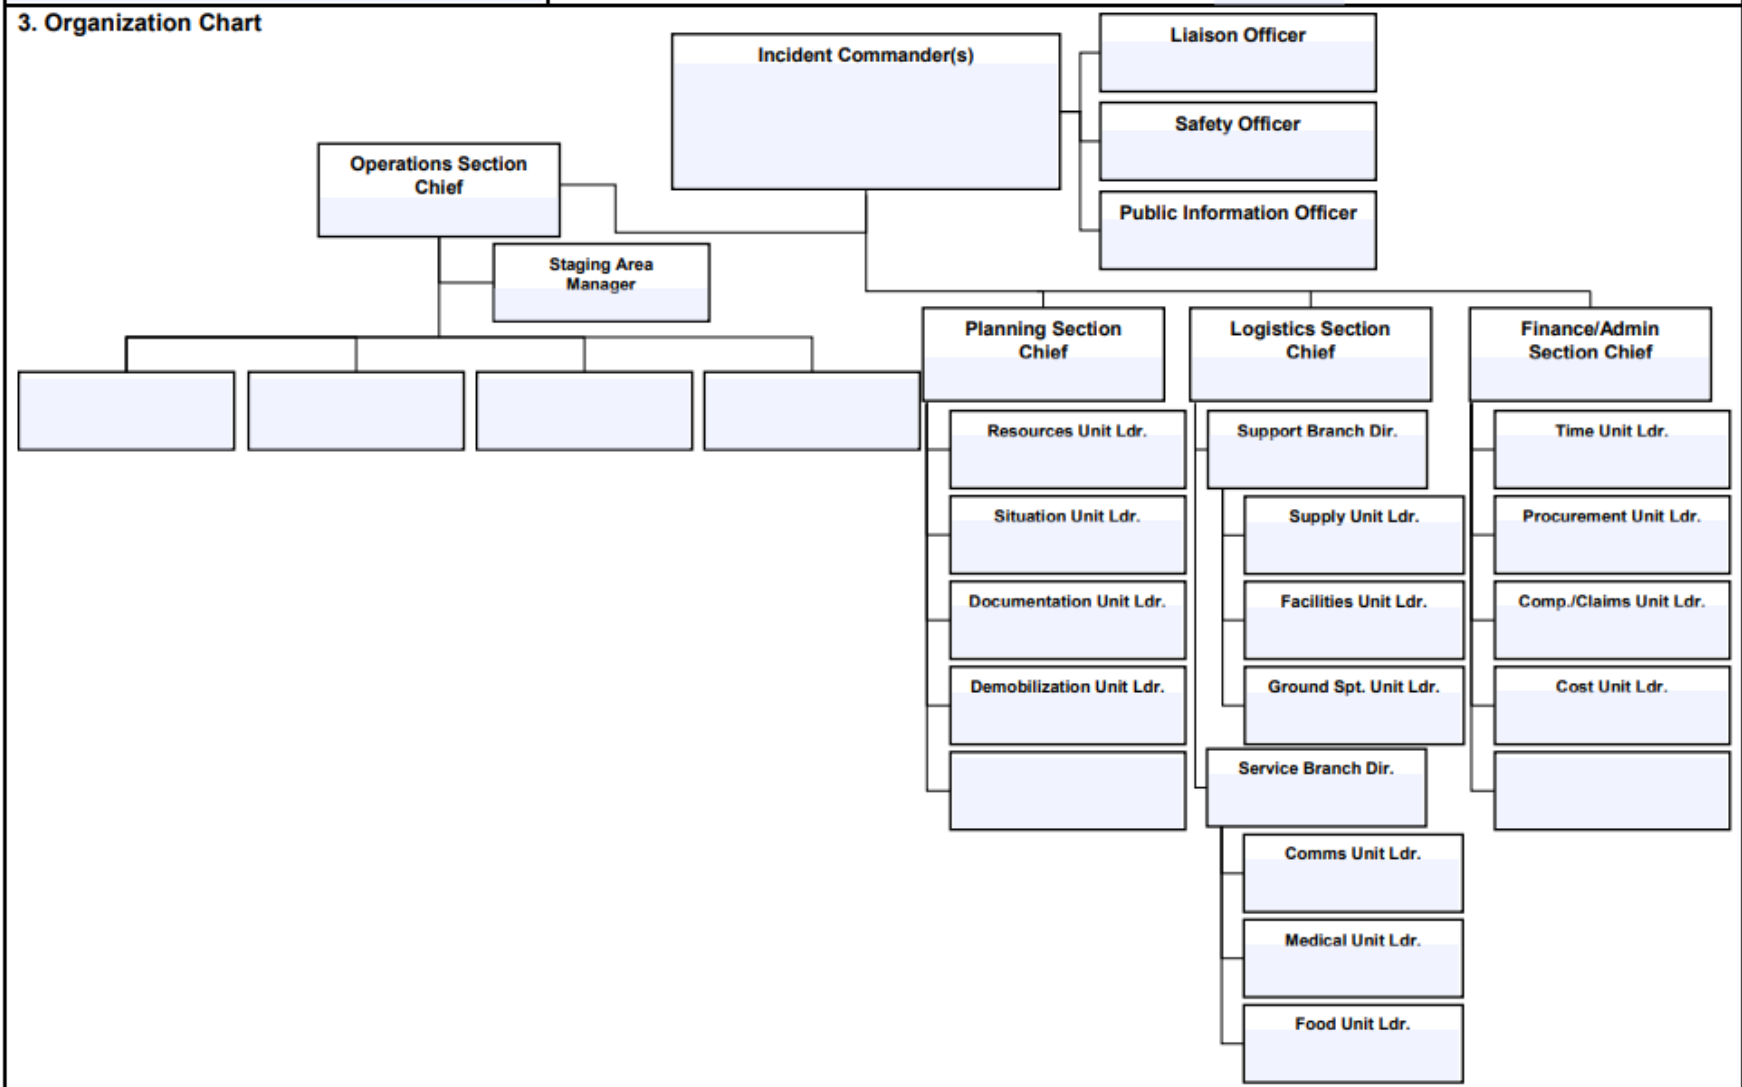 3. Organization Chart
Incident Commander(s)
Liaison Officer
Safety Officer
Public Information Officer
Operations Section
Chief
Staging Area
Manager
Planning Section
Chief
Logistics Section
Chief
Finance/Admin
Section Chief
Resources Unit Ldr.
Situation Unit Ldr.
Documentation Unit Ldr.
Demobilization Unit Ldr.
Support Branch Dir.
Supply Unit Ldr.
Facilities Unit Ldr.
Ground Spt. Unit Ldr.
Service Branch Dir.
Comms Unit Ldr.
Medical Unit Ldr.
Food Unit Ldr.
Time Unit Ldr.
Procurement Unit Ldr.
Comp./Claims Unit Ldr.
Cost Unit Ldr.